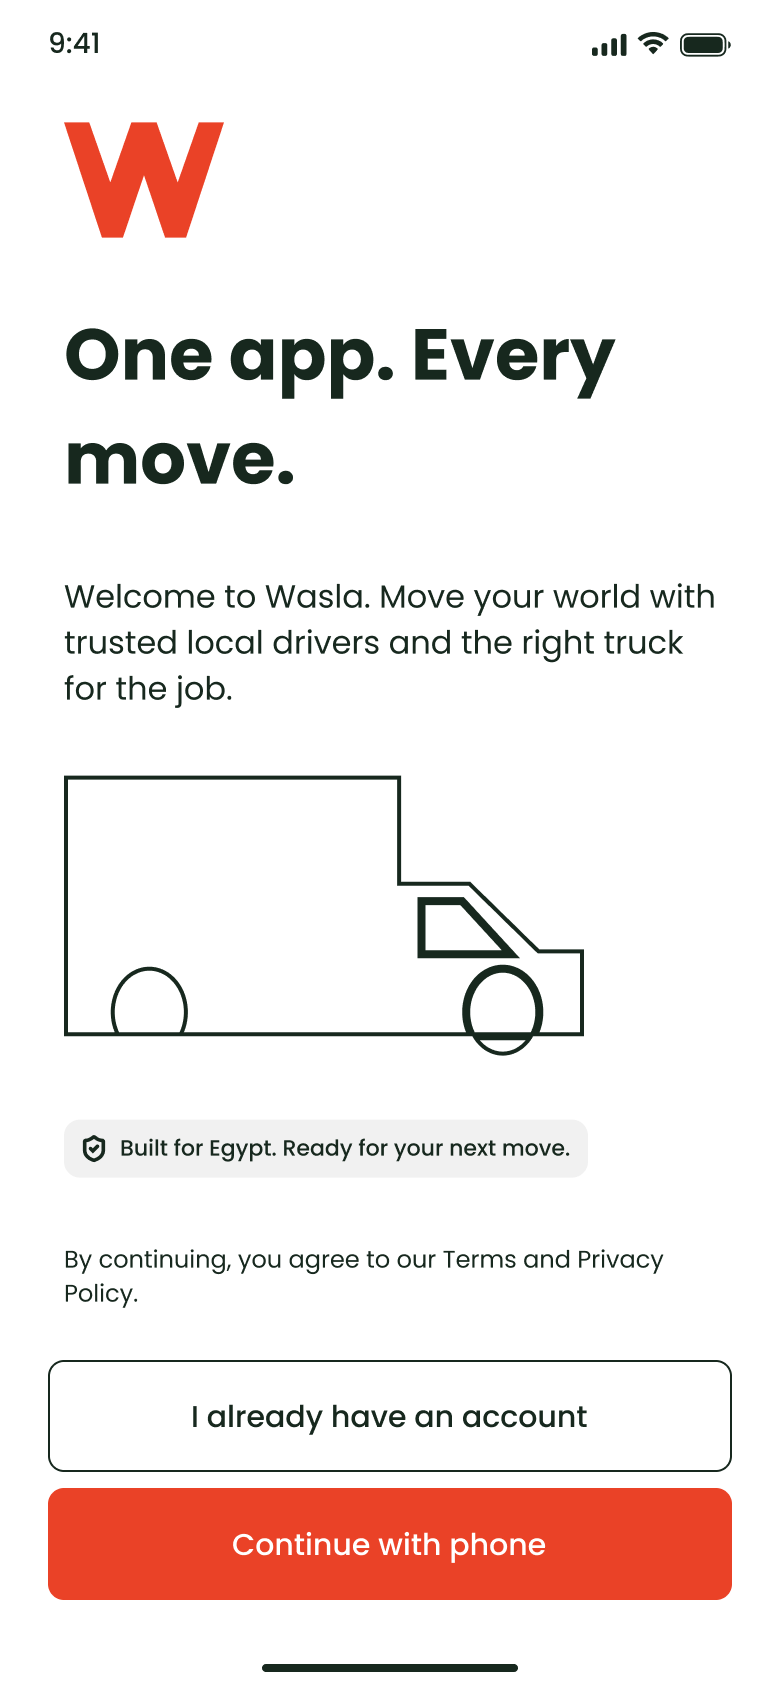 9:41
W
One app. Every
move.
Welcome to Wasla. Move your world with
trusted local drivers and the right truck
for the job.
Built for Egypt. Ready for your next move.
By continuing, you agree to our Terms and Privacy
Policy.
I already have an account
Continue with phone